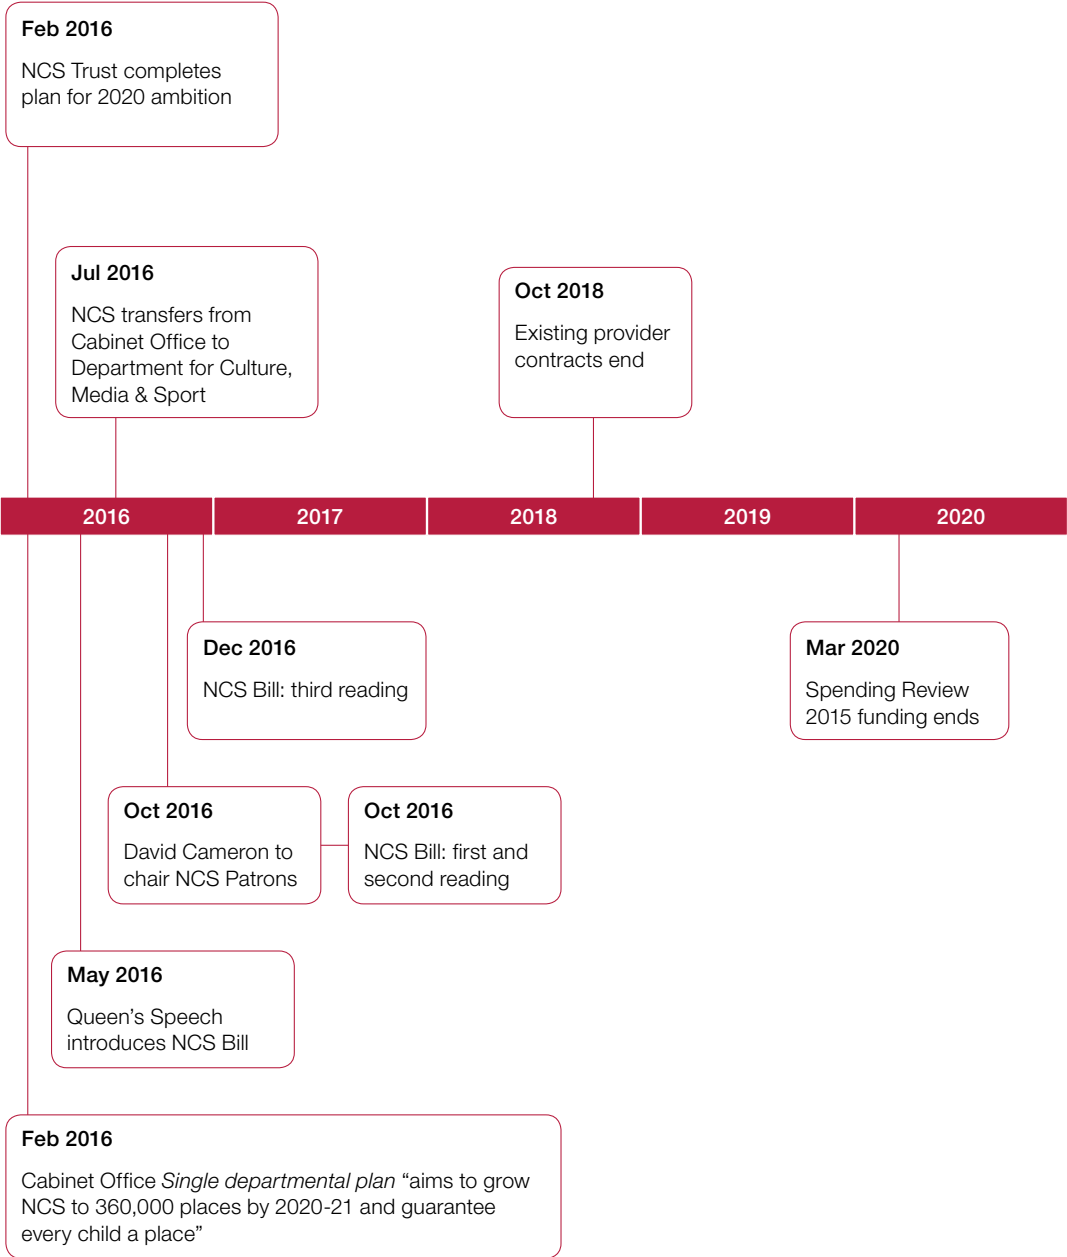 Feb 2016
NCS Trust completes
plan for 2020 ambition
Jul 2016
NCS transfers from
Cabinet Office to
Department for Culture,
Media & Sport
Oct 2018
Existing provider
contracts end
2016
2017
2018
2019
2020
Dec 2016
NCS Bill: third reading
Mar 2020
Spending Review
2015 funding ends
Oct 2016
David Cameron to
chair NCS Patrons
Oct 2016
NCS Bill: first and
second reading
May 2016
Queen’s Speech
introduces NCS Bill
Feb 2016
Cabinet Office Single departmental plan “aims to grow
NCS to 360,000 places by 2020-21 and guarantee
every child a place”